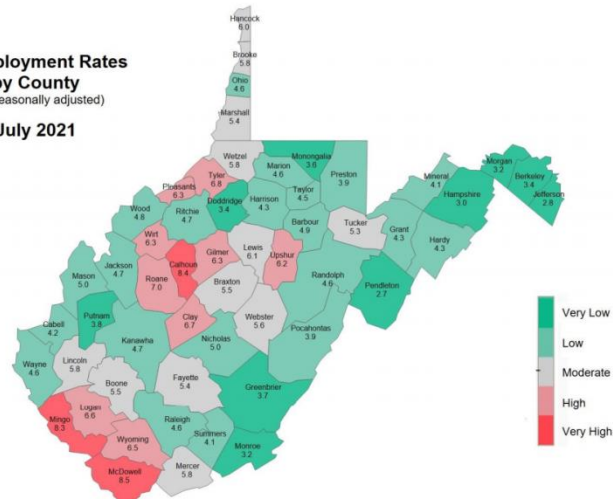 ployment Rates
by County
easonally adjusted)
July 2021
Hancock
6.0
Brooke
5.8
Ohio
4.6
Marshall
5.4
Wetzel
5.8
Monongalia
3.6
Marion
4.6
Preston
3.9
Tyler
6.8
Pleasants
6.3
Doddridge
3.4
Harrison
4.3
Taylor
4.5
Mineral
4.1
Hampshire
3.0
Morgan
3.2
Berkeley
3.4
Jefferson
2.8
Wood
4.8
Ritchie
4.7
Barbour
4.9
Tucker
5.3
Grant
4.3
Hardy
4.3
Wirt
6.3
Calhoun
8.4
Gilmer
6.3
Lewis
6.1
Upshur
6.2
Randolph
4.6
Pendleton
2.7
Mason
5.0
Jackson
4.7
Roane
7.0
Braxton
5.5
Webster
5.6
Pocahontas
3.9
Cabell
4.2
Putnam
3.8
Kanawha
4.7
Clay
6.7
Nicholas
5.0
Wayne
4.6
Lincoln
5.8
Boone
5.5
Fayette
5.4
Greenbrier
3.7
Mingo
8.3
Logan
6.6
Wyoming
6.5
Raleigh
4.6
Summers
4.1
Monroe
3.2
McDowell
8.5
Mercer
5.8
Very Low
Low
Moderate
High
Very High